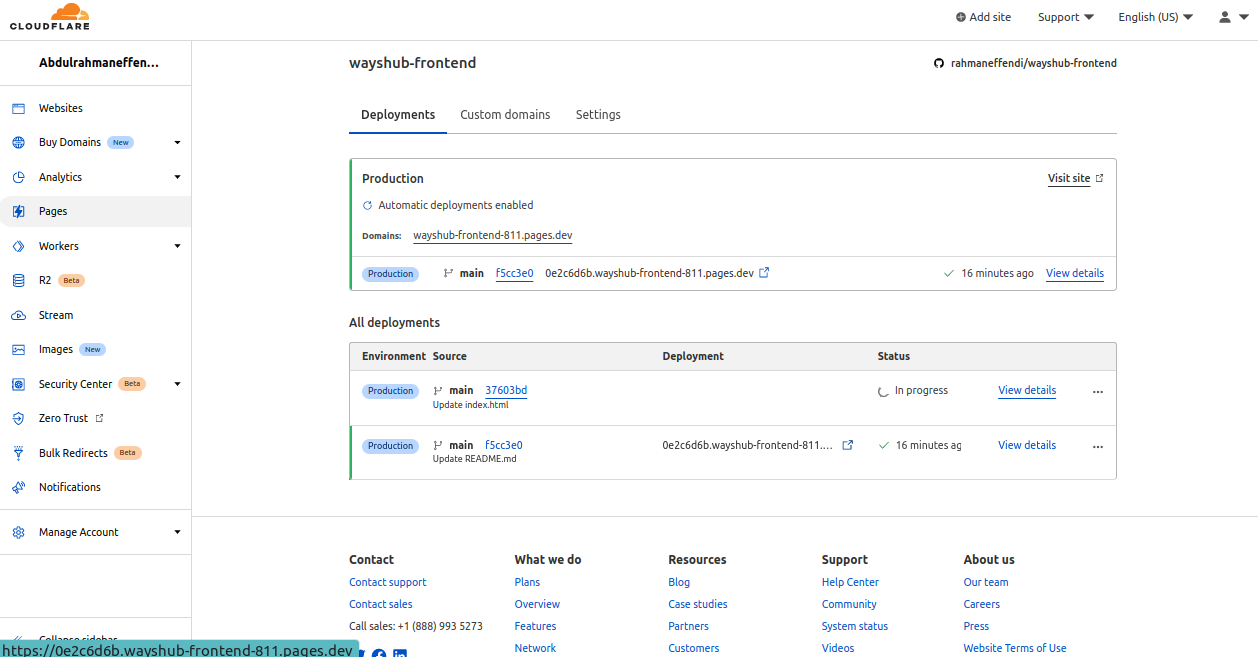 CLOUDFLARE
Add site Support English (US)
Abdulrahmaneffen...
Websites
Buy Domains New
Analytics
Pages
Workers
R2 Beta
Stream
Images New
Security Center Beta
Zero Trust
Bulk Redirects Beta
Notifications
Manage Account
Collapse sidebar
wayshub-frontend
rahmaneffendi/wayshub-frontend
Deployments Custom domains Settings
Production
Visit site
Automatic deployments enabled
Domains: wayshub-frontend-811.pages.dev
Production main f5cc3e0 0e2c6d6b.wayshub-frontend-811.pages.dev 16 minutes ago View details
All deployments
Environment Source Deployment Status
Production main 37603bd In progress View details ...
Update index.html
Production main f5cc3e0 0e2c6d6b.wayshub-frontend-811.... 16 minutes ag View details ...
Update README.md
Contact What we do Resources Support About us
Contact support Plans Blog Help Center Our team
Contact sales Overview Case studies Community Careers
Call sales: +1 (888) 993 5273 Features Partners System status Press
Network Customers Videos Website Terms of Use
https://0e2c6d6b.wayshub-frontend-811.pages.dev